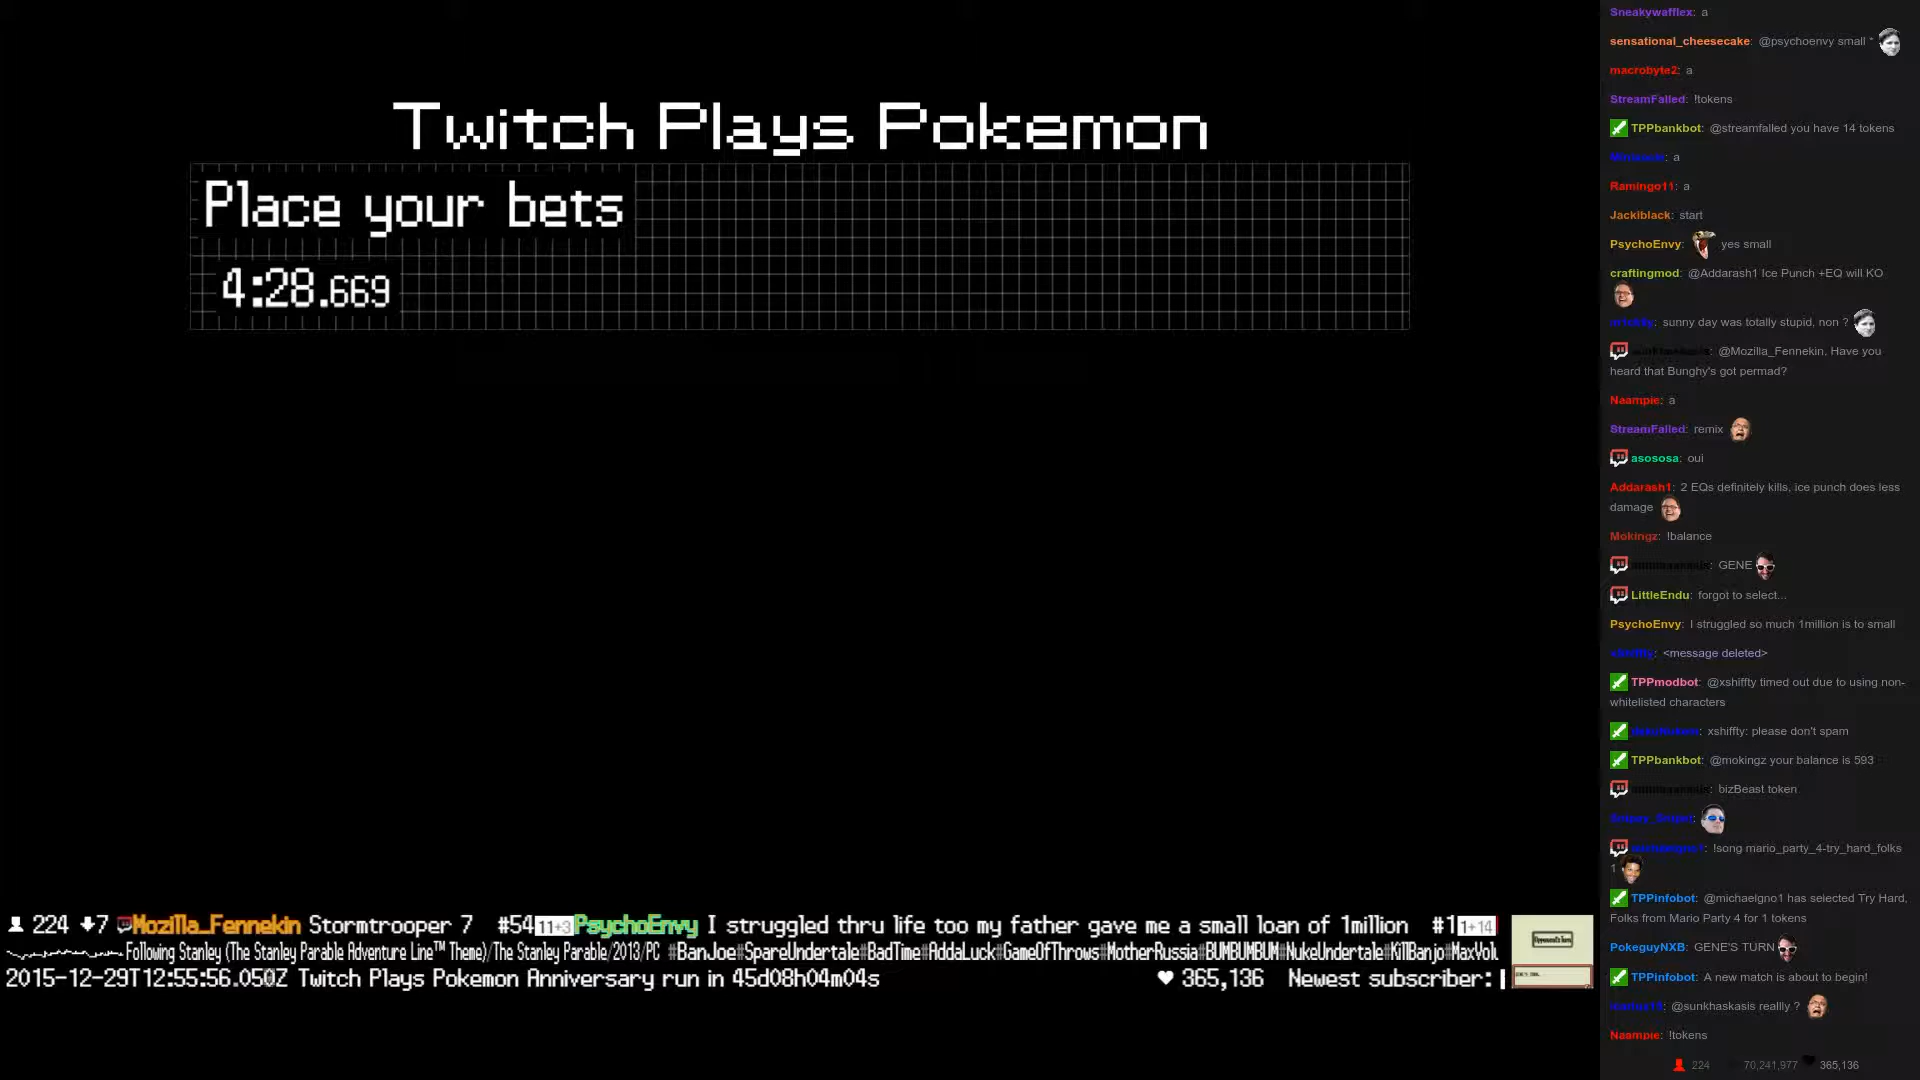 Twitch Plays Pokemon
Place your bets
4:28.669
224 7 Mozilla_Fennekin Stormtrooper 7 #54 11+3 PsychoEnvy I struggled thru life too my father gave me a small loan of 1million #1 1+14
Following Stanley (The Stanley Parable Adventure Line™ Theme)/The Stanley Parable/2013/PC #BanJoe#SpareUndertale#BadTime#AddaLuck#GameOfThrows#MotherRussia#BUMBUMBUM#NukeUndertale#KillBanjo#MaxVolu
2015-12-29T12:55:56.050Z Twitch Plays Pokemon Anniversary run in 45d08h04m04s
365,136 Newest subscriber:
Sneakywafflex: a
sensational_cheesecake: @psychoenvy small "
macrobyte2: a
StreamFalled: !tokens
TPPbankbot: @streamfalled you have 14 tokens
: a
Ramingo11: a
Jackiblack: start
PsychoEnvy: yes small
craftingmod: @Addarash1 Ice Punch +EQ will KO
: sunny day was totally stupid, non ?
: @Mozilla_Fennekin, Have you
heard that Bunghy's got permad?
Naampie: a
StreamFalled: remix
asososa: oui
Addarash1: 2 EQs definitely kills, ice punch does less
damage
Mokingz: !balance
: GENE
LittleEndu: forgot to select...
PsychoEnvy: I struggled so much 1million is to small
xshiffty: <message deleted>
TPPmodbot: @xshiffty timed out due to using non-
whitelisted characters
: xshiffty: please don't spam
TPPbankbot: @mokingz your balance is 593
: bizBeast token
michaelgno1: !song mario_party_4-try_hard_folks
1
TPPinfobot: @michaelgno1 has selected Try Hard,
Folks from Mario Party 4 for 1 tokens
PokeguyNXB: GENE'S TURN
TPPinfobot: A new match is about to begin!
: @sunkhaskasis reallly ?
Naampie: !tokens
224 70,241,977 365,136